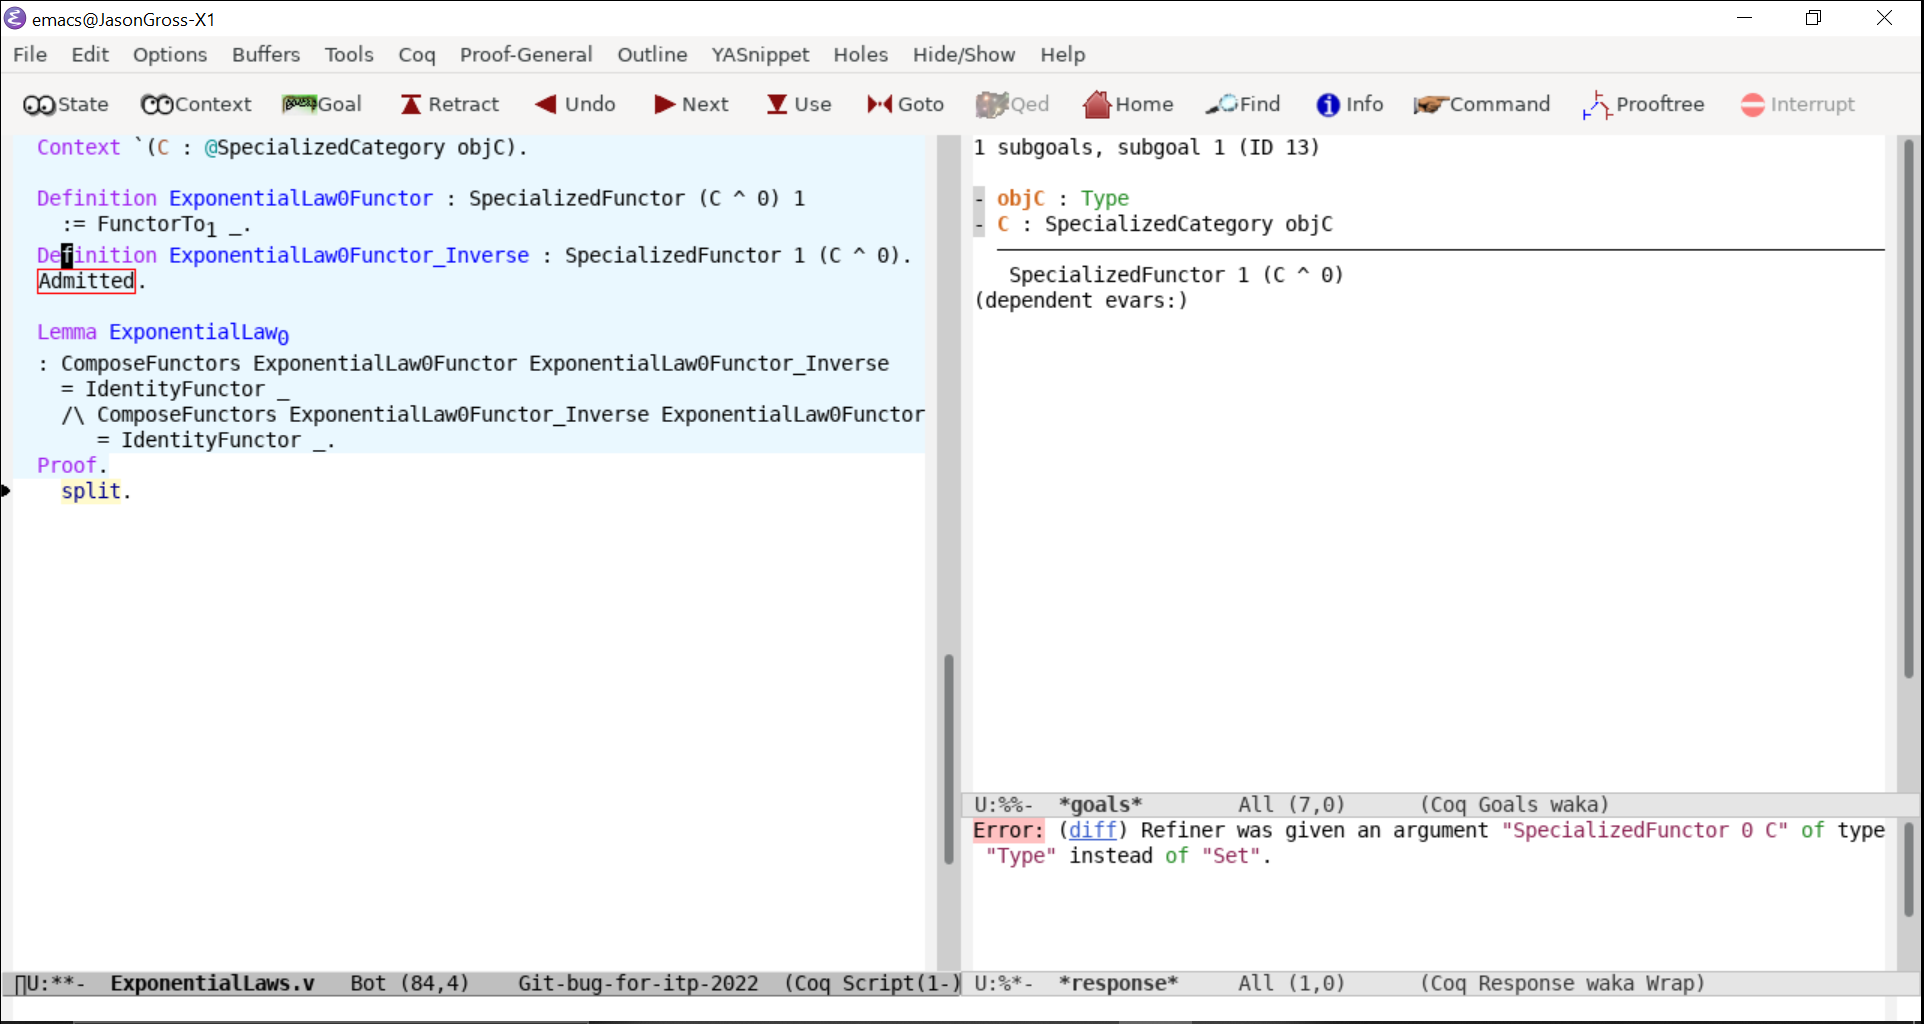 emacs@JasonGross-X1
File Edit Options Buffers Tools Coq Proof-General Outline YASnippet Holes Hide/Show Help
State Context Goal Retract Undo Next Use Goto Qed Home Find Info Command Prooftree Interrupt
Context `(C : @SpecializedCategory objC).
Definition ExponentialLaw0Functor : SpecializedFunctor (C ^ 0) 1
:= FunctorTo1 _.
Definition ExponentialLaw0Functor_Inverse : SpecializedFunctor 1 (C ^ 0).
Admitted.
Lemma ExponentialLaw0
: ComposeFunctors ExponentialLaw0Functor ExponentialLaw0Functor_Inverse
= IdentityFunctor _
/\ ComposeFunctors ExponentialLaw0Functor_Inverse ExponentialLaw0Functor
= IdentityFunctor _.
Proof.
split.
U:**- ExponentialLaws.v Bot (84,4) Git-bug-for-itp-2022 (Coq Script(1-)
1 subgoals, subgoal 1 (ID 13)
- objC : Type
- C : SpecializedCategory objC
SpecializedFunctor 1 (C ^ 0)
(dependent evars:)
U:%%- *goals* All (7,0) (Coq Goals waka)
Error: (diff) Refiner was given an argument "SpecializedFunctor 0 C" of type
"Type" instead of "Set".
U:%*- *response* All (1,0) (Coq Response waka Wrap)